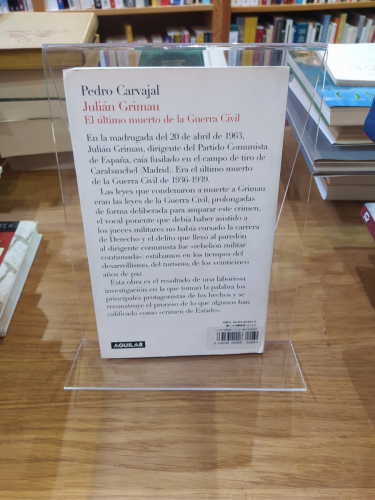 Pedro Carvajal
Julián Grimau
El último muerto de la Guerra Civil
En la madrugada del 20 de abril de 1963,
Julián Grimau, dirigente del Partido Comunista
de España, caía fusilado en el campo de tiro de
Carabanchel (Madrid). Era el último muerto
de la Guerra Civil de 1936-1939.
Las leyes que condenaron a muerte a Grimau
eran las leyes de la Guerra Civil, prolongadas
de forma deliberada para amparar este crimen,
el vocal ponente que debía haber asistido a
los jueces militares no había cursado la carrera
de Derecho y el delito que llevó al paredón
al dirigente comunista fue «rebelión militar
continuada»: estábamos en los tiempos del
desarrollismo, del turismo, de los veinticinco
años de paz.
Esta obra es el resultado de una laboriosa
investigación en la que toman la palabra los
principales protagonistas de los hechos y se
reconstruye el proceso de lo que algunos han
calificado como «crimen de Estado».
AGUILAR